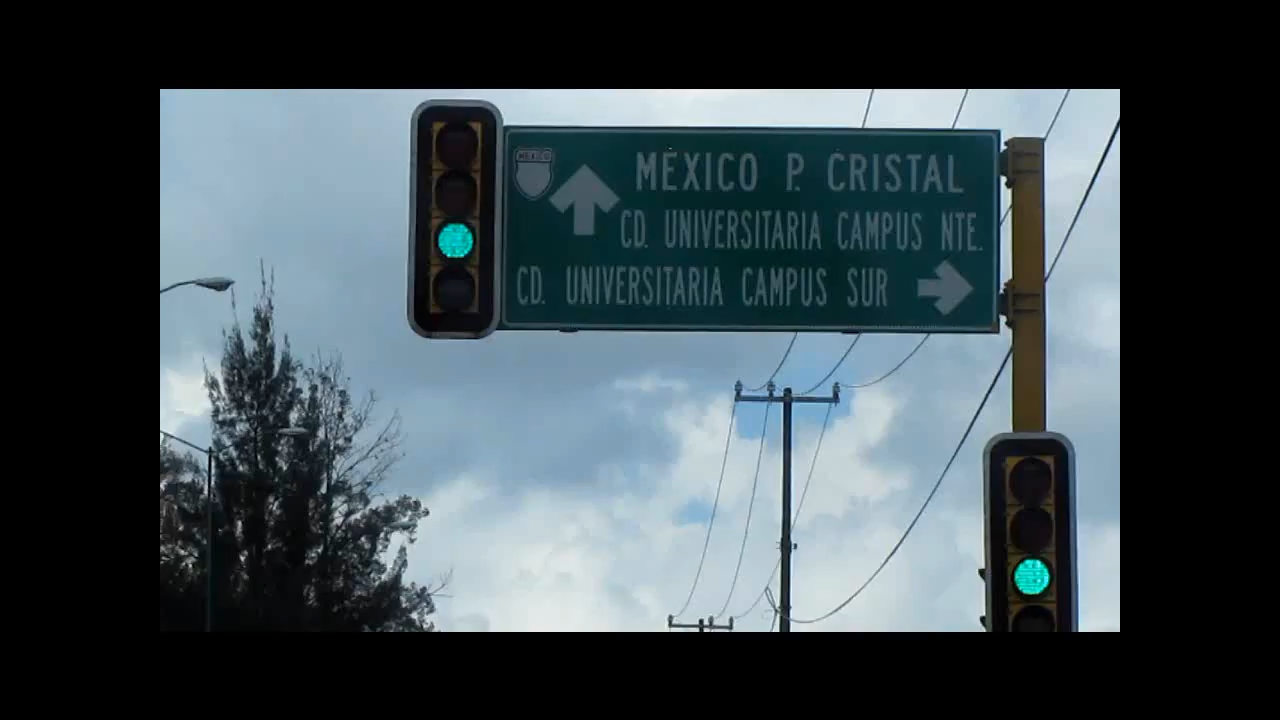 MEXICO
MEXICO P. CRISTAL
CD. UNIVERSITARIA CAMPUS NTE.
CD. UNIVERSITARIA CAMPUS SUR